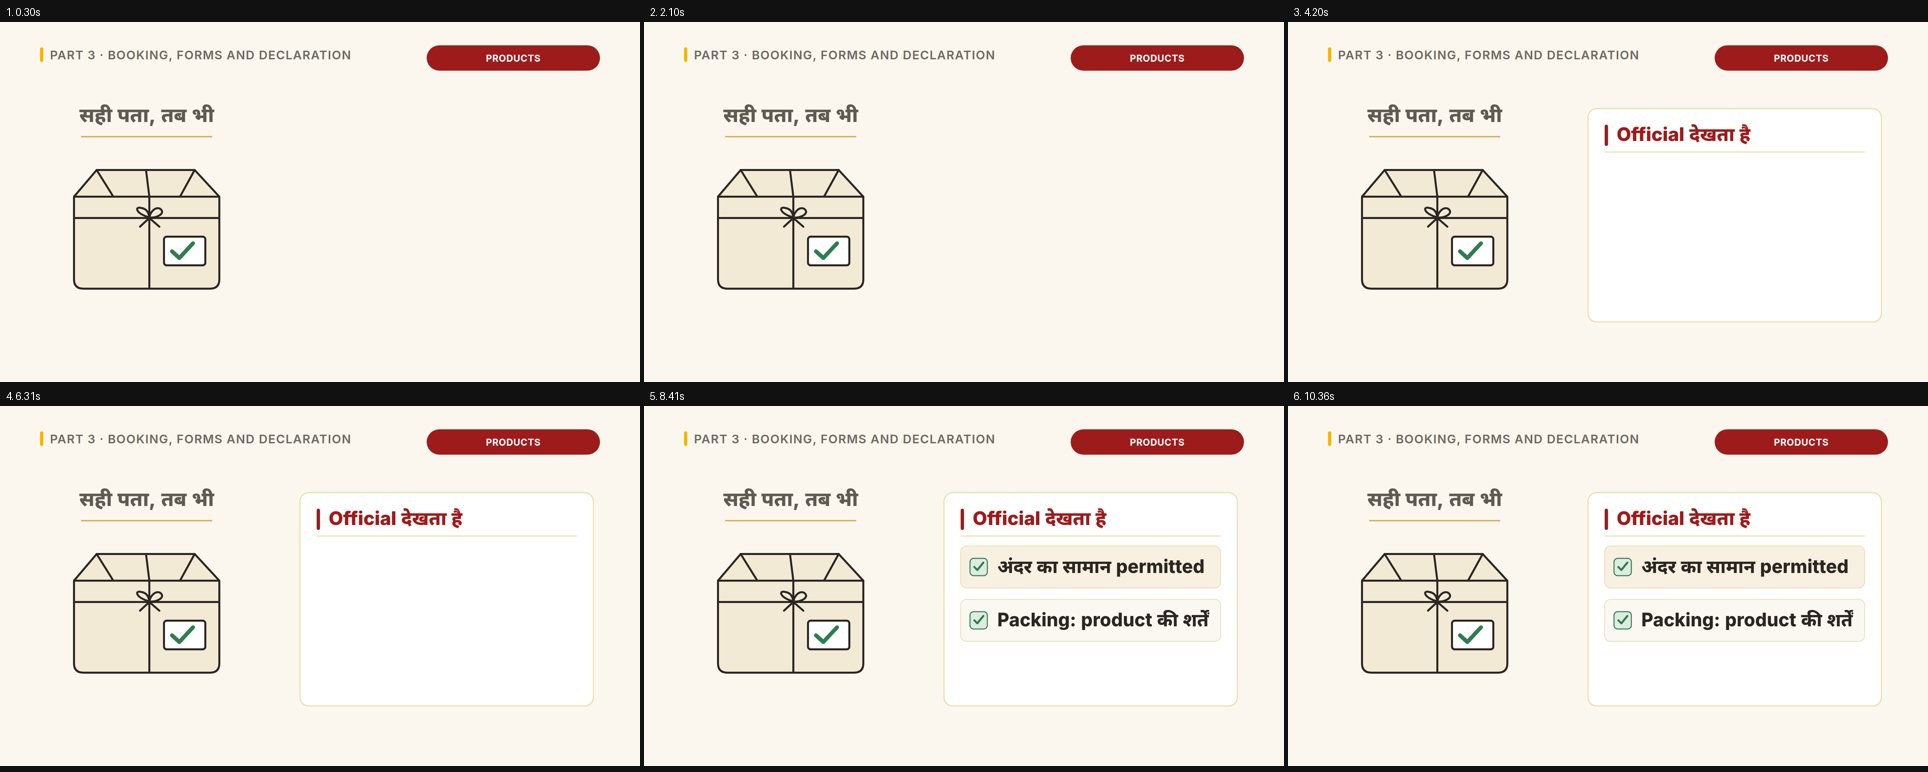 1. 0.30s
PART 3 · BOOKING, FORMS AND DECLARATION
PRODUCTS
सही पता, तब भी
2. 2.10s
PART 3 · BOOKING, FORMS AND DECLARATION
PRODUCTS
सही पता, तब भी
3. 4.20s
PART 3 · BOOKING, FORMS AND DECLARATION
PRODUCTS
सही पता, तब भी
Official देखता है
4. 6.31s
PART 3 · BOOKING, FORMS AND DECLARATION
PRODUCTS
सही पता, तब भी
Official देखता है
5. 8.41s
PART 3 · BOOKING, FORMS AND DECLARATION
PRODUCTS
सही पता, तब भी
Official देखता है
अंदर का सामान permitted
Packing: product की शर्तें
6. 10.36s
PART 3 · BOOKING, FORMS AND DECLARATION
PRODUCTS
सही पता, तब भी
Official देखता है
अंदर का सामान permitted
Packing: product की शर्तें